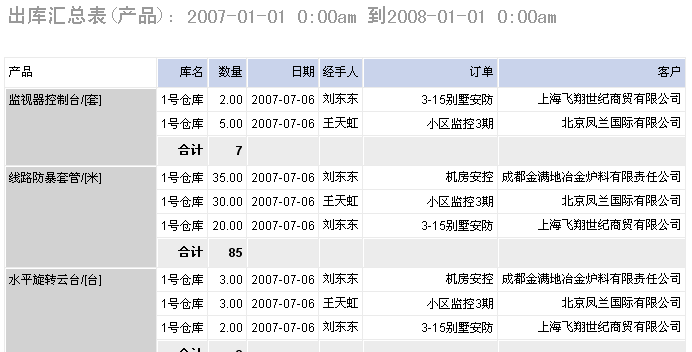 出库汇总表(产品): 2007-01-01 0:00am 到2008-01-01 0:00am
产品 库名 数量 日期 经手人 订单 客户
监视器控制台/[套] 1号仓库 2.00 2007-07-06 刘东东 3-15别墅安防 上海飞翔世纪商贸有限公司
1号仓库 5.00 2007-07-06 王天虹 小区监控3期 北京凤兰国际有限公司
合计 7
线路防暴套管/[米] 1号仓库 35.00 2007-07-06 刘东东 机房安控 成都金满地冶金炉料有限责任公司
1号仓库 30.00 2007-07-06 王天虹 小区监控3期 北京凤兰国际有限公司
1号仓库 20.00 2007-07-06 刘东东 3-15别墅安防 上海飞翔世纪商贸有限公司
合计 85
水平旋转云台/[台] 1号仓库 3.00 2007-07-06 刘东东 机房安控 成都金满地冶金炉料有限责任公司
1号仓库 3.00 2007-07-06 王天虹 小区监控3期 北京凤兰国际有限公司
1号仓库 2.00 2007-07-06 刘东东 3-15别墅安防 上海飞翔世纪商贸有限公司